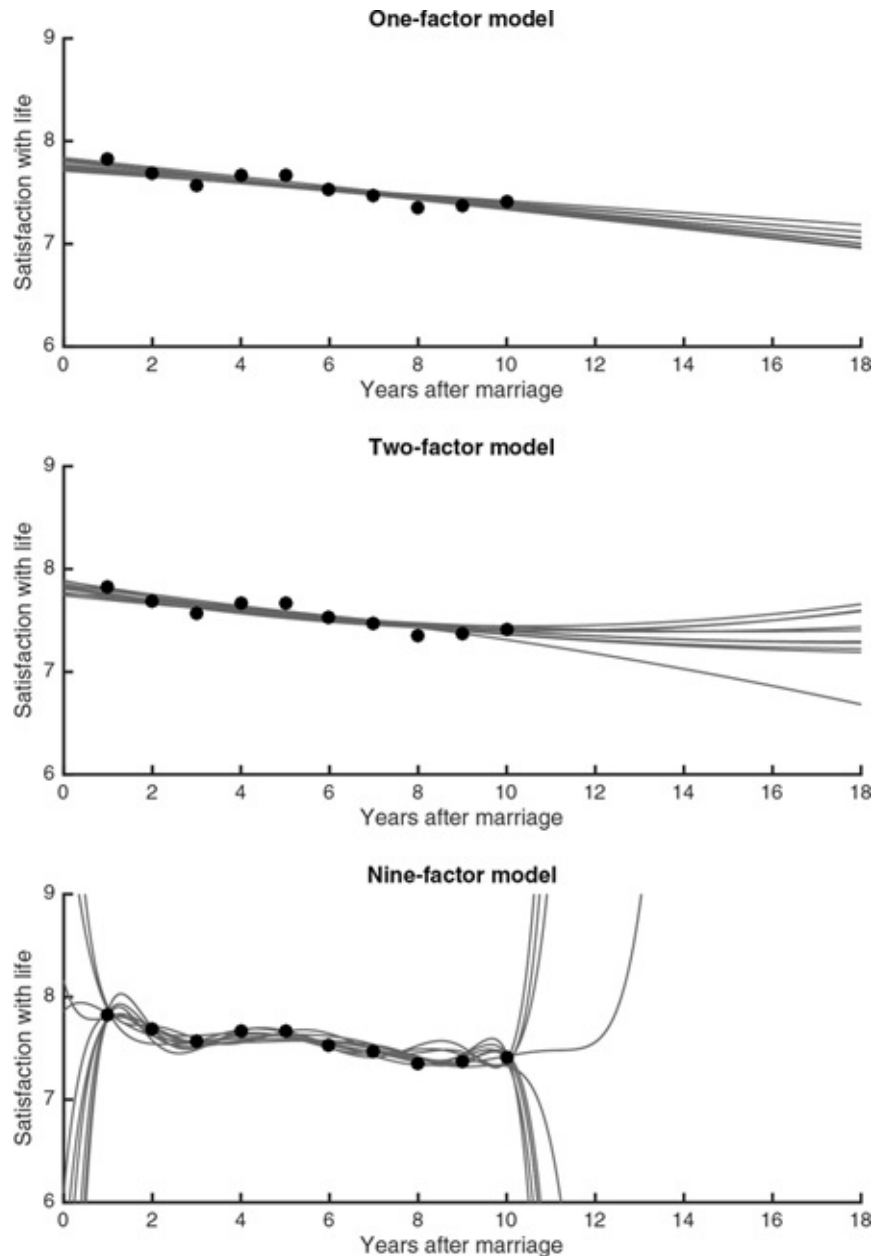 One-factor model
9
8
7
6
Satisfaction with life
0 2 4 6 8 10 12 14 16 18
Years after marriage
Two-factor model
9
8
7
6
Satisfaction with life
0 2 4 6 8 10 12 14 16 18
Years after marriage
Nine-factor model
9
8
7
6
Satisfaction with life
0 2 4 6 8 10 12 14 16 18
Years after marriage